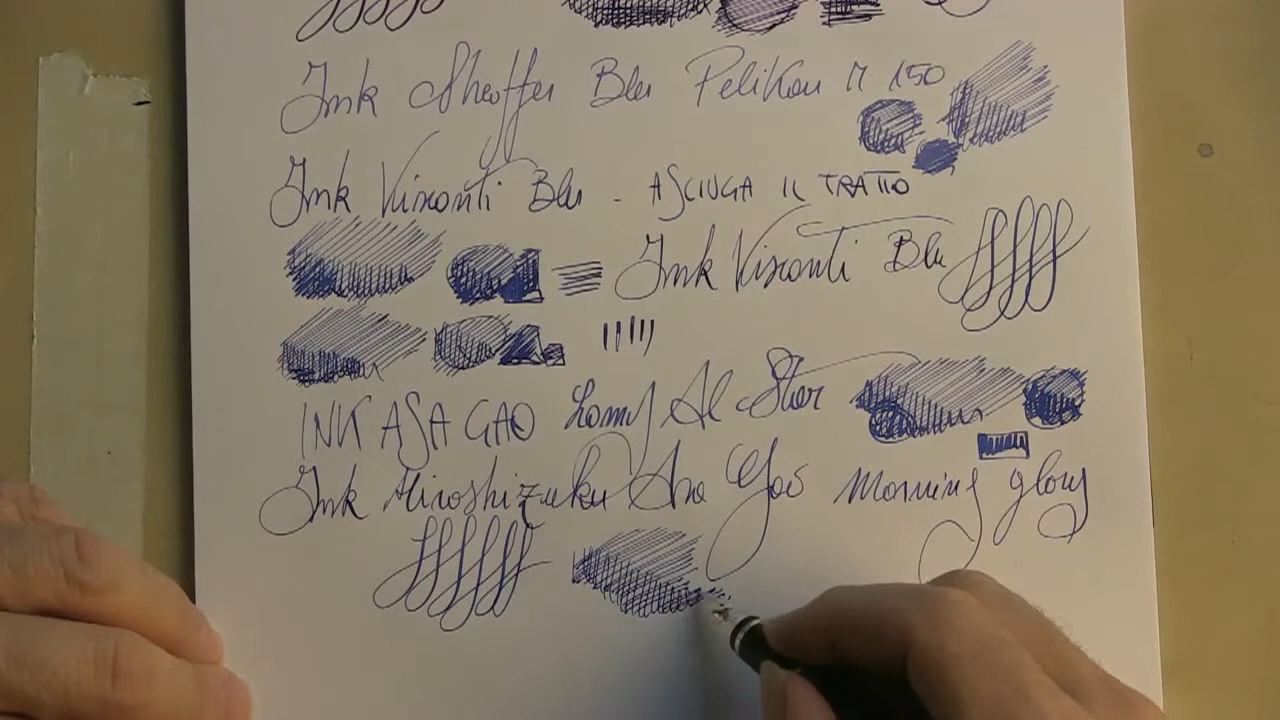 Ink Sheaffer Blu Pelikan M 150
Ink Visconti Blu - ASCIUGA IL TRATTO
Ink Visconti Blu
INK ASA GAO Lamy Al-Star
Ink Hiroshizuku Asa Gao Morning glory